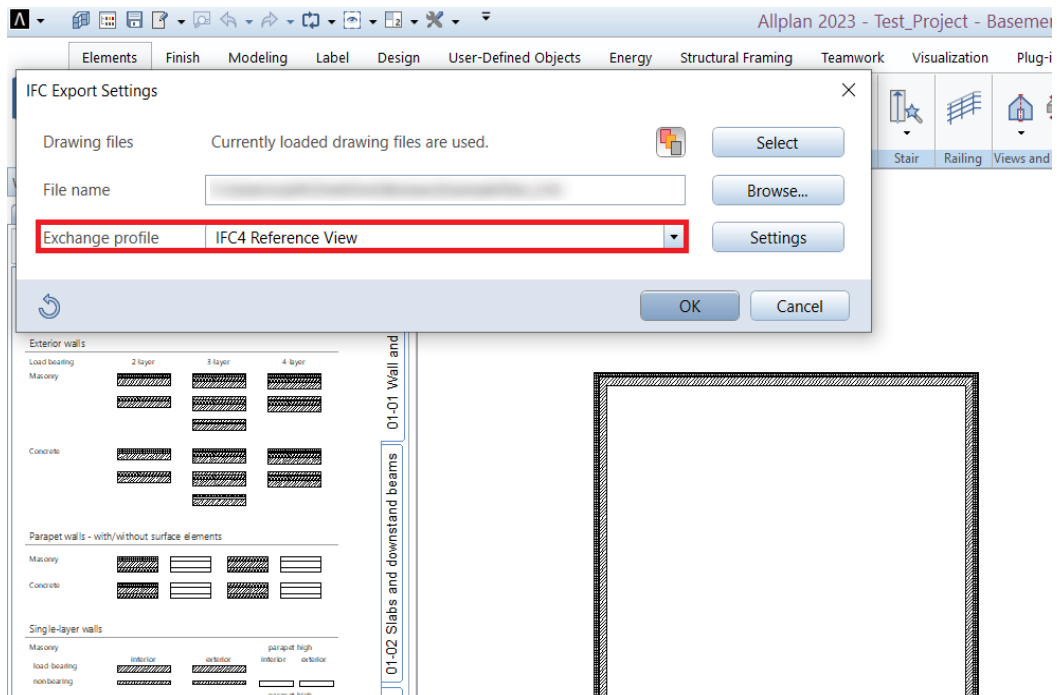 Allplan 2023 - Test_Project - Baseme
Elements Finish Modeling Label Design User-Defined Objects Energy Structural Framing Teamwork Visualization Plug-i
IFC Export Settings
Drawing files Currently loaded drawing files are used. Select
File name Browse...
Exchange profile IFC4 Reference View Settings
OK Cancel
Stair Railing Views and
Exterior walls
Load bearing 2-layer 3-layer 4-layer
Masonry
Concrete
Parapet walls - with/without surface elements
Masonry
Concrete
Single-layer walls
Masonry parapet high
interior exterior interior exterior
load-bearing
nonbearing
parapet high
01-01 Wall and
01-02 Slabs and downstand beams